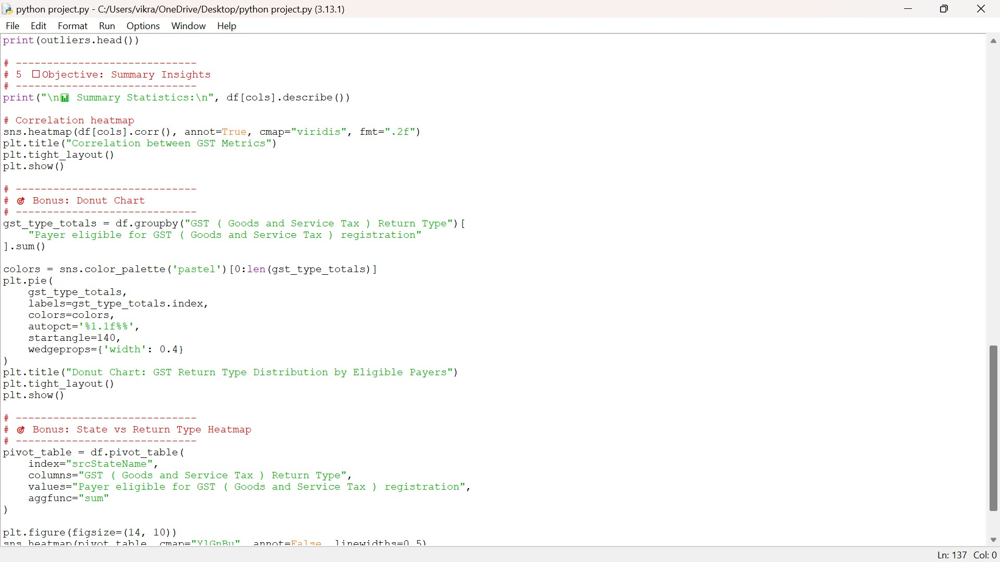 python project.py - C:/Users/vikra/OneDrive/Desktop/python project.py (3.13.1)
File Edit Format Run Options Window Help
print(outliers.head())
# -----------------------------
# 5 □Objective: Summary Insights
# -----------------------------
print("\n📊 Summary Statistics:\n", df[cols].describe())
# Correlation heatmap
sns.heatmap(df[cols].corr(), annot=True, cmap="viridis", fmt=".2f")
plt.title("Correlation between GST Metrics")
plt.tight_layout()
plt.show()
# -----------------------------
# 🎯 Bonus: Donut Chart
# -----------------------------
gst_type_totals = df.groupby("GST ( Goods and Service Tax ) Return Type")[
    "Payer eligible for GST ( Goods and Service Tax ) registration"
].sum()
colors = sns.color_palette('pastel')[0:len(gst_type_totals)]
plt.pie(
    gst_type_totals,
    labels=gst_type_totals.index,
    colors=colors,
    autopct='%1.1f%%',
    startangle=140,
    wedgeprops={'width': 0.4}
)
plt.title("Donut Chart: GST Return Type Distribution by Eligible Payers")
plt.tight_layout()
plt.show()
# -----------------------------
# 🎯 Bonus: State vs Return Type Heatmap
# -----------------------------
pivot_table = df.pivot_table(
    index="srcStateName",
    columns="GST ( Goods and Service Tax ) Return Type",
    values="Payer eligible for GST ( Goods and Service Tax ) registration",
    aggfunc="sum"
)
plt.figure(figsize=(14, 10))
sns.heatmap(pivot_table, cmap="YlGnBu", annot=False, linewidths=0.5)
Ln: 137 Col: 0